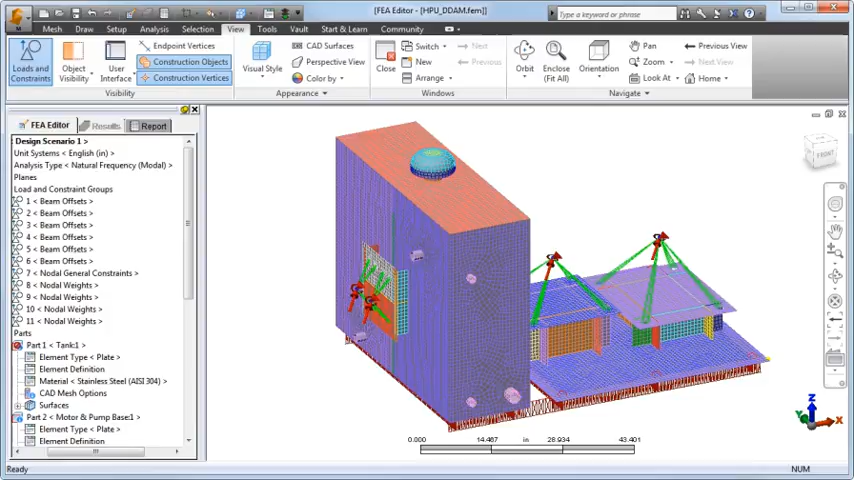 [FEA Editor - [HPU_DDAM.fem]]
Type a keyword or phrase
Mesh Draw Setup Analysis Selection View Tools Vault Start & Learn Community
Loads and Constraints
Object Visibility
User Interface
Endpoint Vertices
Construction Objects
Construction Vertices
Visibility
Visual Style
CAD Surfaces
Perspective View
Color by
Appearance
Close
Switch
New
Arrange
Next
Previous
Windows
Orbit
Enclose (Fit All)
Orientation
Pan
Zoom
Look At
Previous View
Next View
Home
Navigate
FEA Editor Results Report
Design Scenario 1 >
Unit Systems < English (in) >
Analysis Type < Natural Frequency (Modal) >
Planes
Load and Constraint Groups
1 < Beam Offsets >
2 < Beam Offsets >
3 < Beam Offsets >
4 < Beam Offsets >
5 < Beam Offsets >
6 < Beam Offsets >
7 < Nodal General Constraints >
8 < Nodal Weights >
9 < Nodal Weights >
10 < Nodal Weights >
11 < Nodal Weights >
Parts
Part 1 < Tank:1 >
Element Type < Plate >
Element Definition
Material < Stainless Steel (AISI 304) >
CAD Mesh Options
Surfaces
Part 2 < Motor & Pump Base:1 >
Element Type < Plate >
Element Definition
FRONT
Z
Y
X
0.000 14.467 in 28.934 43.401
Ready
NUM